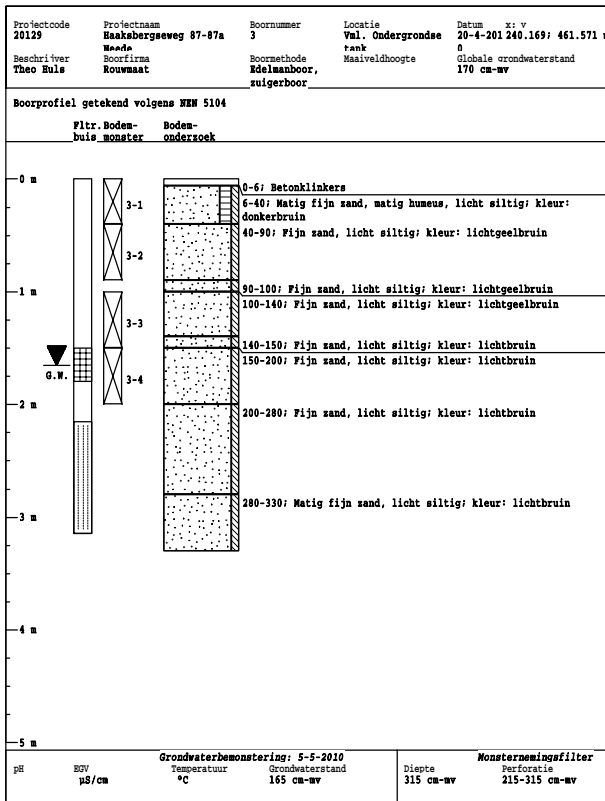 Projectcode Projectnaam Boornummer Locatie Datum x: y
20129 Haaksbergseweg 87-87a 3 Vml. Ondergrondse 20-4-201 240.169; 461.571
Neede tank 0
Beschrijver Boorfirma Boormethode Maaiveldhoogte Globale grondwaterstand
Theo Huls Rouwmaat Edelmanboor, 170 cm-mv
zuigerboor
Boorprofiel getekend volgens NEN 5104
Fltr. Bodem- Bodem-
buis monster onderzoek
0 m
0-6; Betonklinkers
3-1 6-40; Matig fijn zand, matig humeus, licht siltig; kleur:
donkerbruin
40-90; Fijn zand, licht siltig; kleur: lichtgeelbruin
3-2
1 m 90-100; Fijn zand, licht siltig; kleur: lichtgeelbruin
100-140; Fijn zand, licht siltig; kleur: lichtgeelbruin
3-3
140-150; Fijn zand, licht siltig; kleur: lichtbruin
150-200; Fijn zand, licht siltig; kleur: lichtbruin
G.W. 3-4
2 m 200-280; Fijn zand, licht siltig; kleur: lichtbruin
280-330; Matig fijn zand, licht siltig; kleur: lichtbruin
3 m
4 m
5 m
Grondwaterbemonstering: 5-5-2010 Monsternemingsfilter
pH EGV Temperatuur Grondwaterstand Diepte Perforatie
µS/cm °C 165 cm-mv 315 cm-mv 215-315 cm-mv